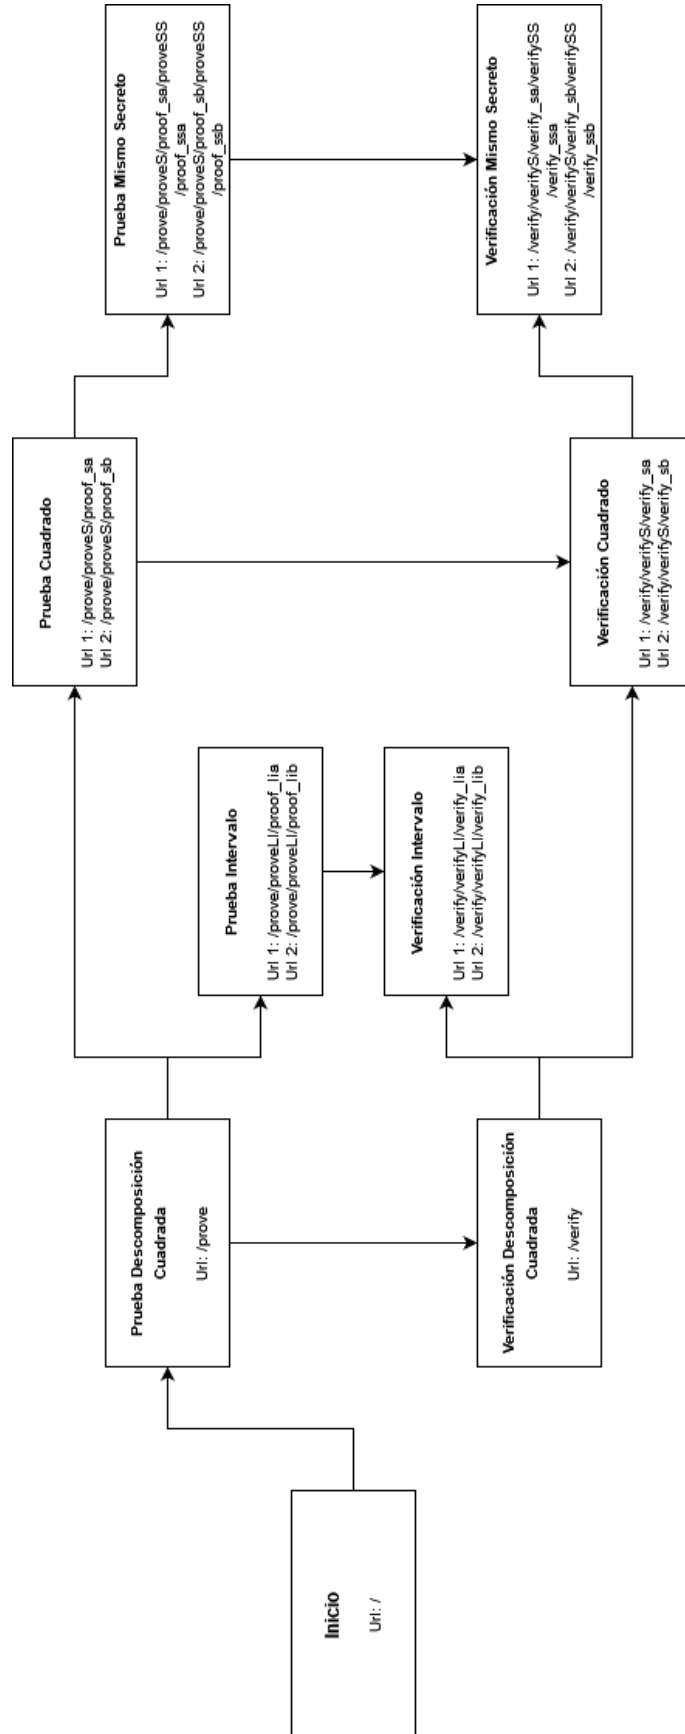 Inicio
Url: /
Prueba Descomposición
Cuadrada
Url: /prove
Verificación Descomposición
Cuadrada
Url: /verify
Prueba Intervalo
Url 1: /prove/proveLI/proof_lia
Url 2: /prove/proveLI/proof_lib
Verificación Intervalo
Url 1: /verify/verifyLI/verify_lia
Url 2: /verify/verifyLI/verify_lib
Prueba Cuadrado
Url 1: /prove/proveS/proof_sa
Url 2: /prove/proveS/proof_sb
Verificación Cuadrado
Url 1: /verify/verifyS/verify_sa
Url 2: /verify/verifyS/verify_sb
Prueba Mismo Secreto
Url 1: /prove/proveS/proof_sa/proveSS
/proof_ssa
Url 2: /prove/proveS/proof_sb/proveSS
/proof_ssb
Verificación Mismo Secreto
Url 1: /verify/verifyS/verify_sa/verifySS
/verify_ssa
Url 2: /verify/verifyS/verify_sb/verifySS
/verify_ssb